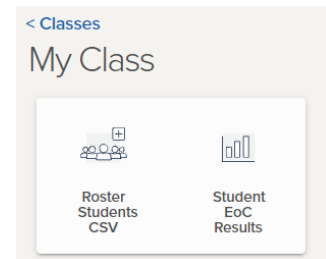 < Classes
My Class
Roster
Students
CSV
Student
EoC
Results